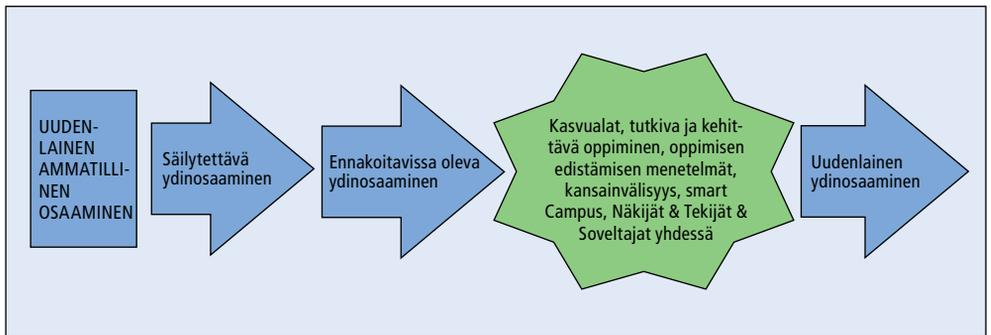 UUDEN-
LAINEN
AMMATILLI-
NEN
OSAAMINEN
Säilytettävä
ydinosaaminen
Ennakoitavissa oleva
ydinosaaminen
Kasvualat, tutkiva ja kehit-
tävä oppiminen, oppimisen
edistämisen menetelmät,
kansainvälisyys, smart
Campus, Näkijät & Tekijät &
Soveltajat yhdessä
Uudenlainen
ydinosaaminen